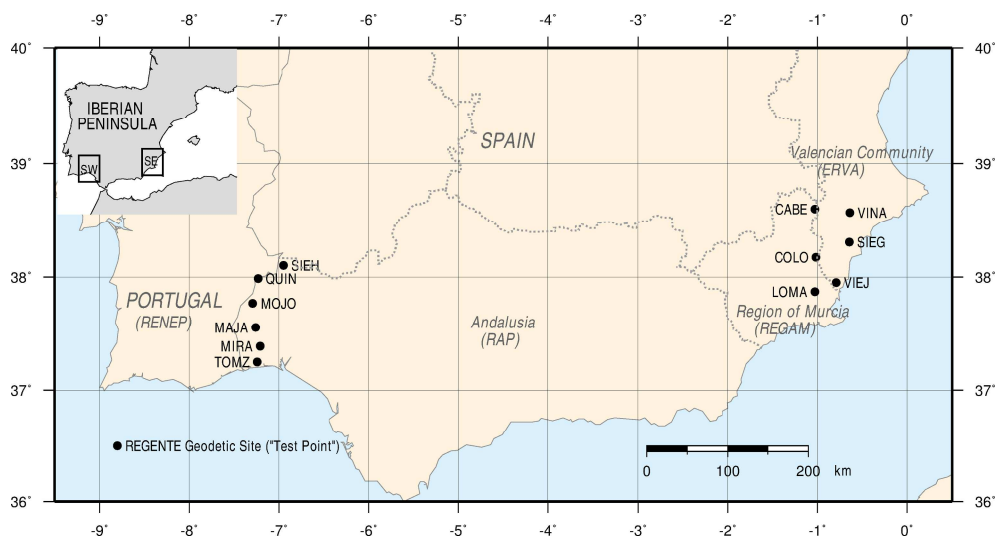 -9° -8° -7° -6° -5° -4° -3° -2° -1° 0°
40° 40°
IBERIAN
PENINSULA
SW SE
SPAIN
39° 39°
Valencian Community
(ERVA)
CABE VINA
SIEG
COLO
SIEH
38° 38°
QUIN
VIEJ
LOMA
PORTUGAL
(RENEP)
MOJO
Region of Murcia
(REGAM)
Andalusia
(RAP)
MAJA
MIRA
TOMZ
37° 37°
REGENTE Geodetic Site ("Test Point")
0 100 200 km
36° 36°
-9° -8° -7° -6° -5° -4° -3° -2° -1° 0°